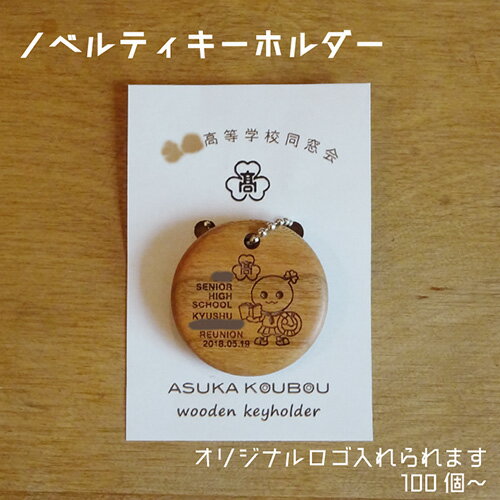 ノベルティキーホルダー
高等学校同窓会
高
高
SENIOR
HIGH
SCHOOL
KYUSHU
REUNION
2018.05.19
ASUKA KOUBOU
wooden keyholder
オリジナルロゴ入れられます
100個〜